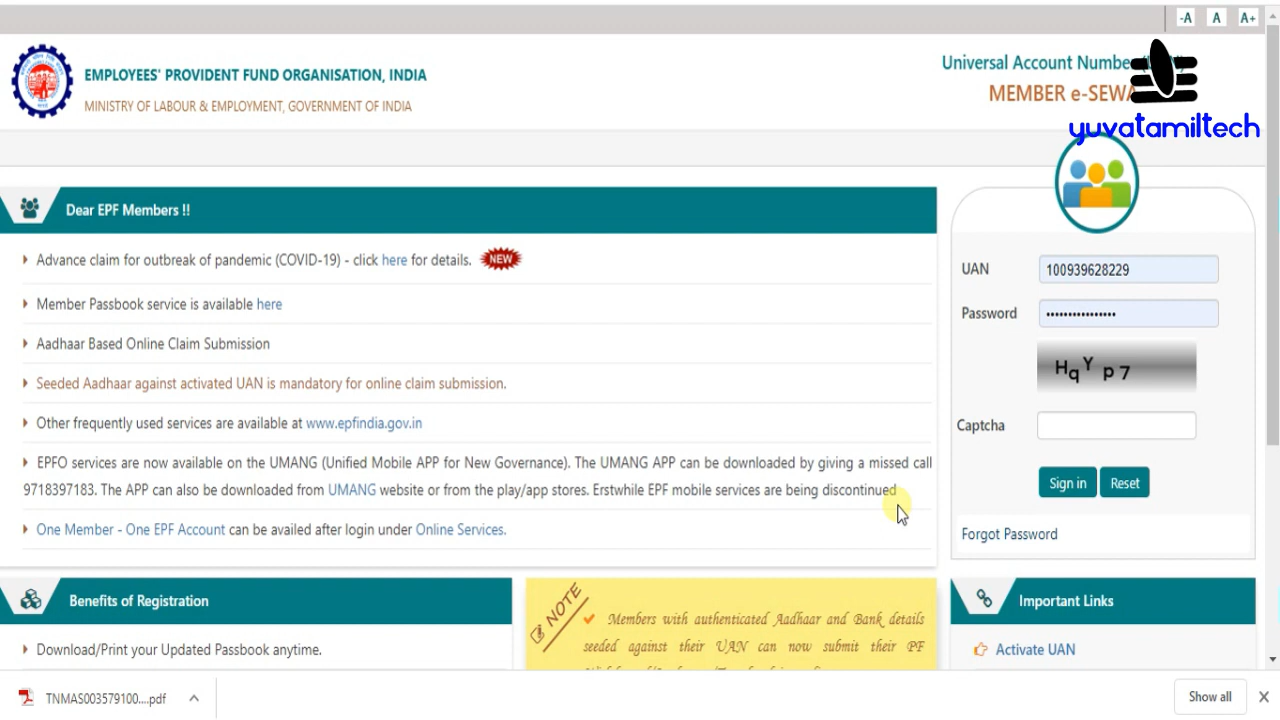 -A A A+
EMPLOYEES' PROVIDENT FUND ORGANISATION, INDIA
MINISTRY OF LABOUR & EMPLOYMENT, GOVERNMENT OF INDIA
Universal Account Number
MEMBER e-SEWA
yuvatamiltech
Dear EPF Members !!
Advance claim for outbreak of pandemic (COVID-19) - click here for details. NEW
Member Passbook service is available here
Aadhaar Based Online Claim Submission
Seeded Aadhaar against activated UAN is mandatory for online claim submission.
Other frequently used services are available at www.epfindia.gov.in
EPFO services are now available on the UMANG (Unified Mobile APP for New Governance). The UMANG APP can be downloaded by giving a missed call
9718397183. The APP can also be downloaded from UMANG website or from the play/app stores. Erstwhile EPF mobile services are being discontinued
One Member - One EPF Account can be availed after login under Online Services.
UAN 100939628229
Password ••••••••••••••••
HqYp7
Captcha
Sign in Reset
Forgot Password
Benefits of Registration
Download/Print your Updated Passbook anytime.
NOTE
Members with authenticated Aadhaar and Bank details
seeded against their UAN can now submit their PF
Important Links
Activate UAN
TNMAS003579100....pdf
Show all